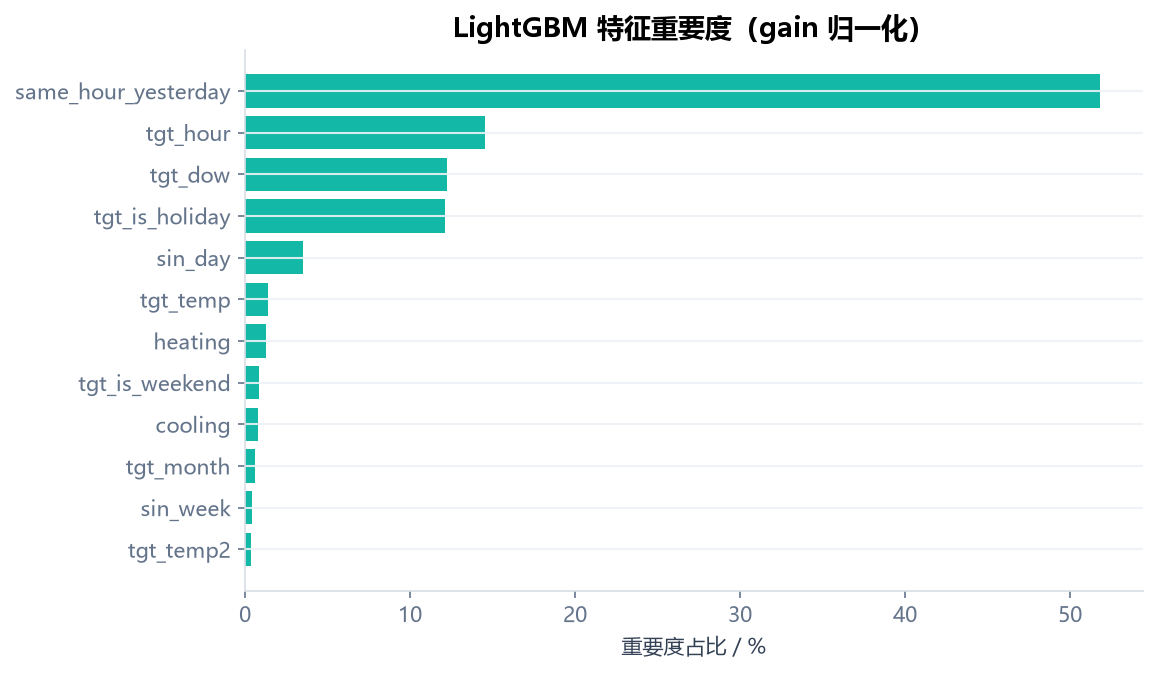 LightGBM 特征重要度（gain 归一化）
same_hour_yesterday
tgt_hour
tgt_dow
tgt_is_holiday
sin_day
tgt_temp
heating
tgt_is_weekend
cooling
tgt_month
sin_week
tgt_temp2
0 10 20 30 40 50
重要度占比 / %